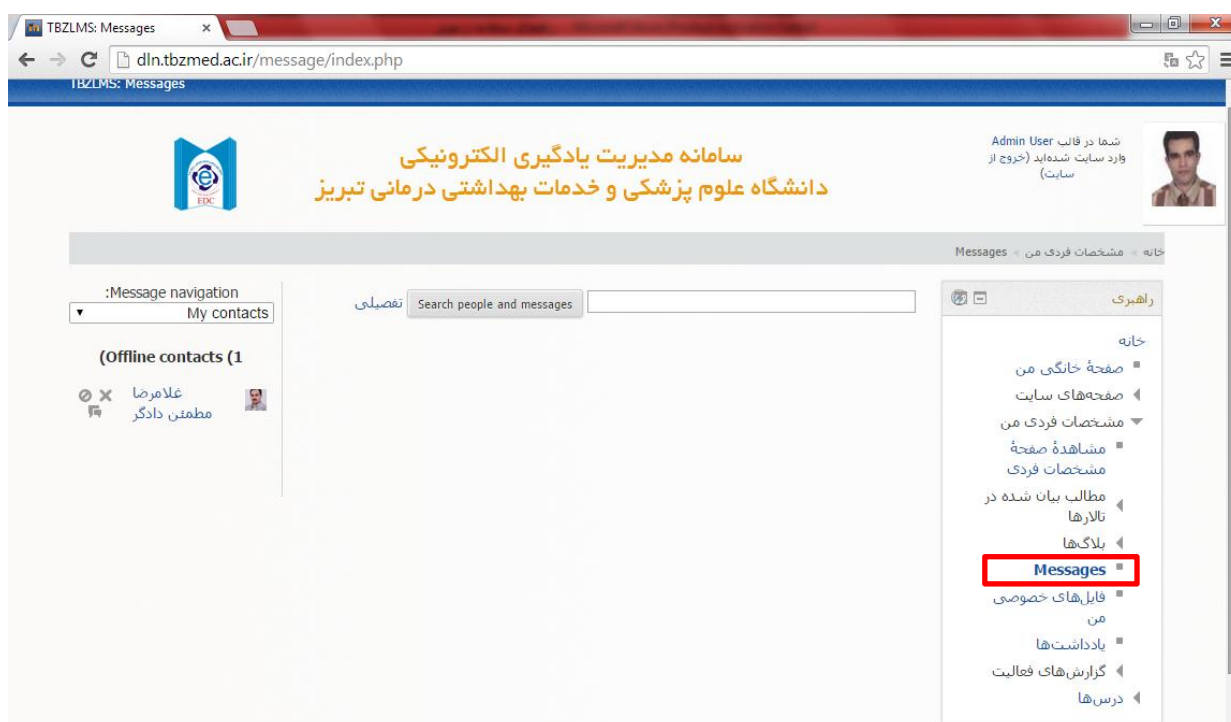 TBZLMS: Messages
dln.tbzmed.ac.ir/message/index.php
TBZLMS: Messages
EDC
سامانه مدیریت یادگیری الکترونیکی
دانشگاه علوم پزشکی و خدمات بهداشتی درمانی تبریز
شما در قالب Admin User
وارد سایت شده‌اید (خروج از
سایت)
خانه
مشخصات فردی من
Messages
راهبری
خانه
صفحهٔ خانگی من
صفحه‌های سایت
مشخصات فردی من
مشاهدهٔ صفحهٔ
مشخصات فردی
مطالب بیان شده در
تالارها
بلاگ‌ها
Messages
فایل‌های خصوصی
من
یادداشت‌ها
گزارش‌های فعالیت
درس‌ها
Search people and messages
تفصیلی
:Message navigation
My contacts
(Offline contacts (1
غلامرضا
مطمئن دادگر